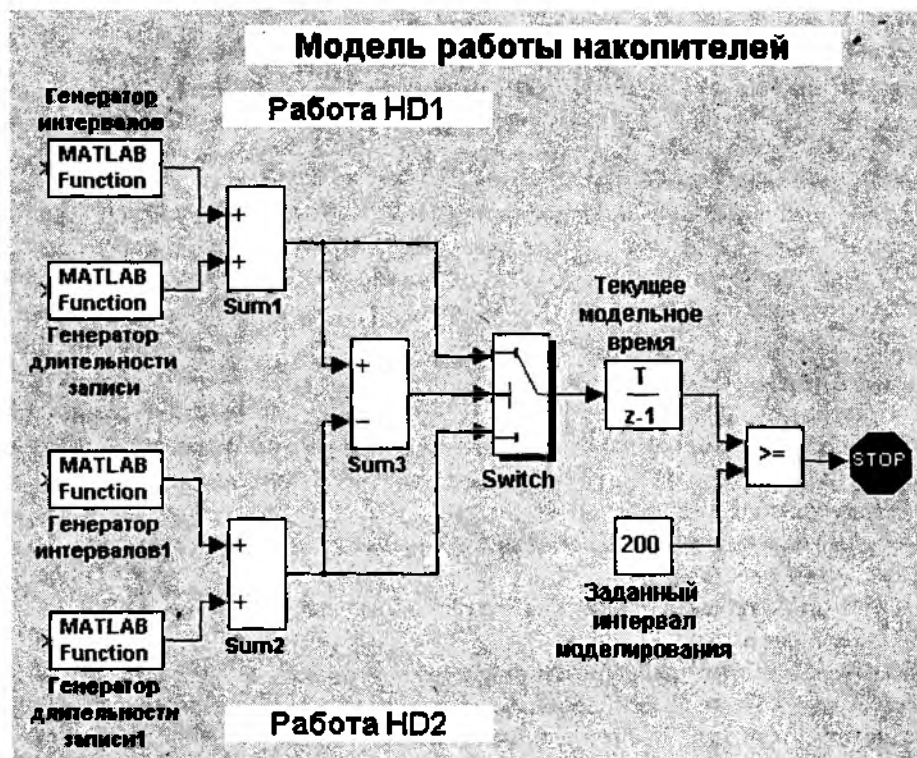 Модель работы накопителей
Генератор
интервалов
Работа HD1
MATLAB
Function
+
+
Sum1
MATLAB
Function
Генератор
длительности
записи
Текущее
модельное
время
+
−
Sum3
Switch
T
z-1
>=
STOP
MATLAB
Function
Генератор
интервалов1
+
+
Sum2
200
Заданный
интервал
моделирования
MATLAB
Function
Генератор
длительности
записи1
Работа HD2